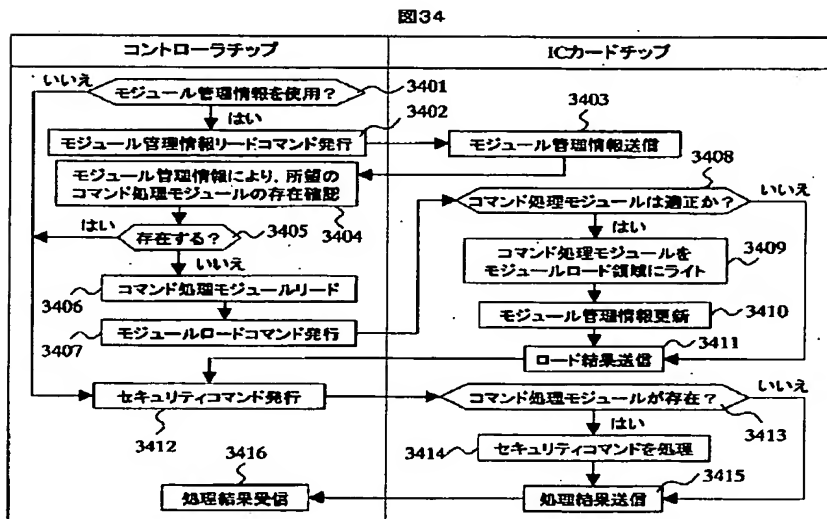 図34
コントローラチップ
ICカードチップ
いいえ
モジュール管理情報を使用?
3401
はい
3402
モジュール管理情報リードコマンド発行
3403
モジュール管理情報送信
モジュール管理情報により、所望の
コマンド処理モジュールの存在確認
3404
3408
コマンド処理モジュールは適正か?
いいえ
はい
存在する?
3405
いいえ
はい
コマンド処理モジュールを
モジュールロード領域にライト
3409
3406
コマンド処理モジュールリード
3407
モジュールロードコマンド発行
モジュール管理情報更新
3410
3411
ロード結果送信
セキュリティコマンド発行
3412
コマンド処理モジュールが存在?
いいえ
3413
はい
3414
セキュリティコマンドを処理
3416
処理結果受信
3415
処理結果送信